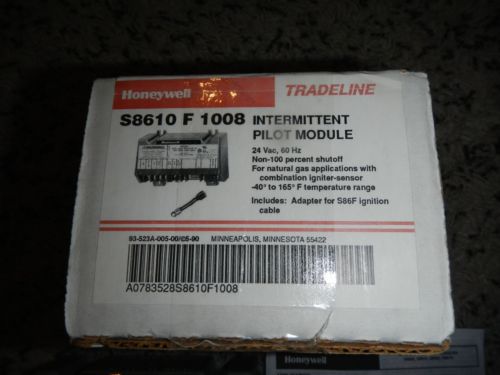 Honeywell
TRADELINE
S8610 F 1008
INTERMITTENT
PILOT MODULE
24 Vac, 60 Hz
Non-100 percent shutoff
For natural gas applications with
combination igniter-sensor
-40° to 165° F temperature range
Includes: Adapter for S86F ignition
cable
MINNEAPOLIS, MINNESOTA 55422
A0783528S8610F1008
Honeywell